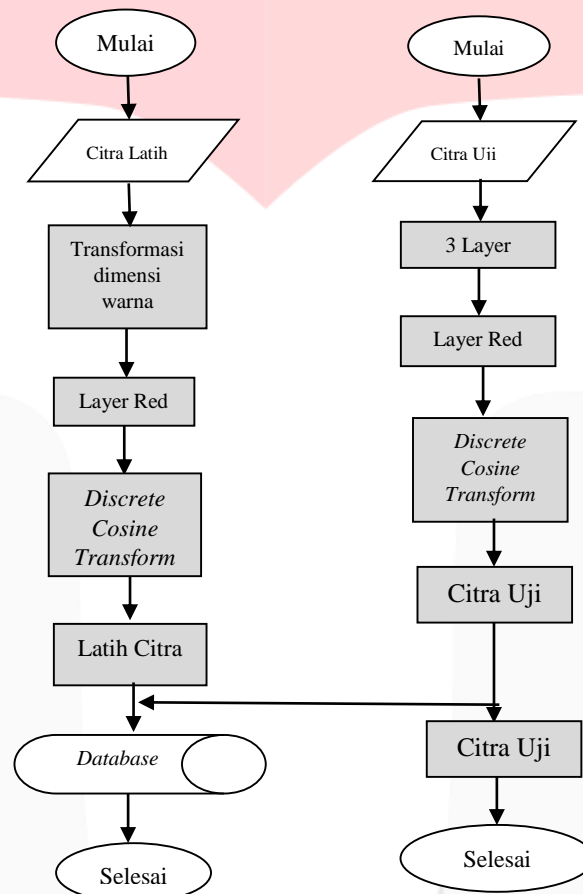 Mulai
Citra Latih
Transformasi
dimensi
warna
Layer Red
Discrete
Cosine
Transform
Latih Citra
Database
Selesai
Mulai
Citra Uii
3 Layer
Layer Red
Discrete
Cosine
Transform
Citra Uji
Citra Uji
Selesai